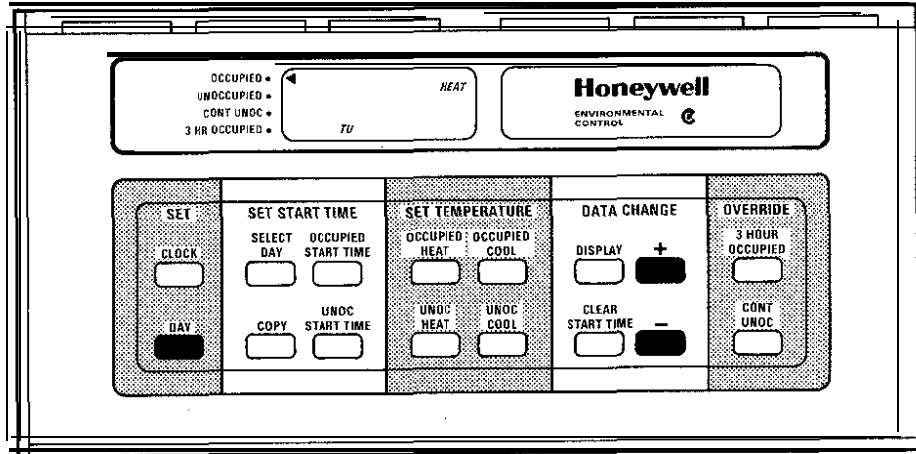 OCCUPIED •
UNOCCUPIED •
CONT UNOC •
3 HR OCCUPIED •
HEAT
TU
Honeywell
ENVIRONMENTAL
CONTROL
SET
CLOCK
DAY
SET START TIME
SELECT
DAY
OCCUPIED
START TIME
COPY
UNOC
START TIME
SET TEMPERATURE
OCCUPIED
HEAT
OCCUPIED
COOL
UNOC
HEAT
UNOC
COOL
DATA CHANGE
DISPLAY
+
CLEAR
START TIME
−
OVERRIDE
3 HOUR
OCCUPIED
CONT
UNOC